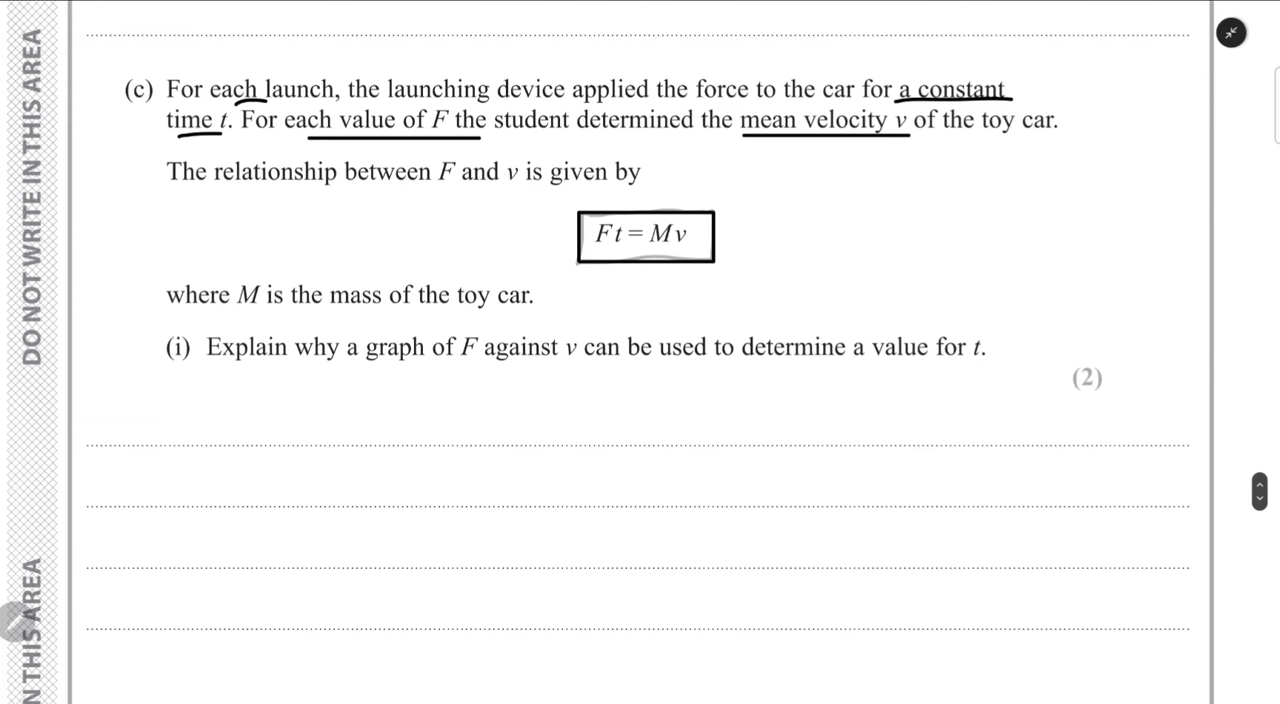 DO NOT WRITE IN THIS AREA
(c) For each launch, the launching device applied the force to the car for a constant
time t. For each value of F the student determined the mean velocity v of the toy car.
The relationship between F and v is given by
Ft = Mv
where M is the mass of the toy car.
(i) Explain why a graph of F against v can be used to determine a value for t.
(2)
N THIS AREA